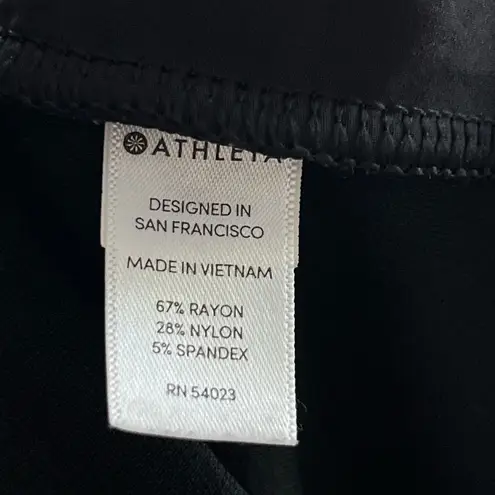 ATHLETA
DESIGNED IN
SAN FRANCISCO
MADE IN VIETNAM
67% RAYON
28% NYLON
5% SPANDEX
RN 54023